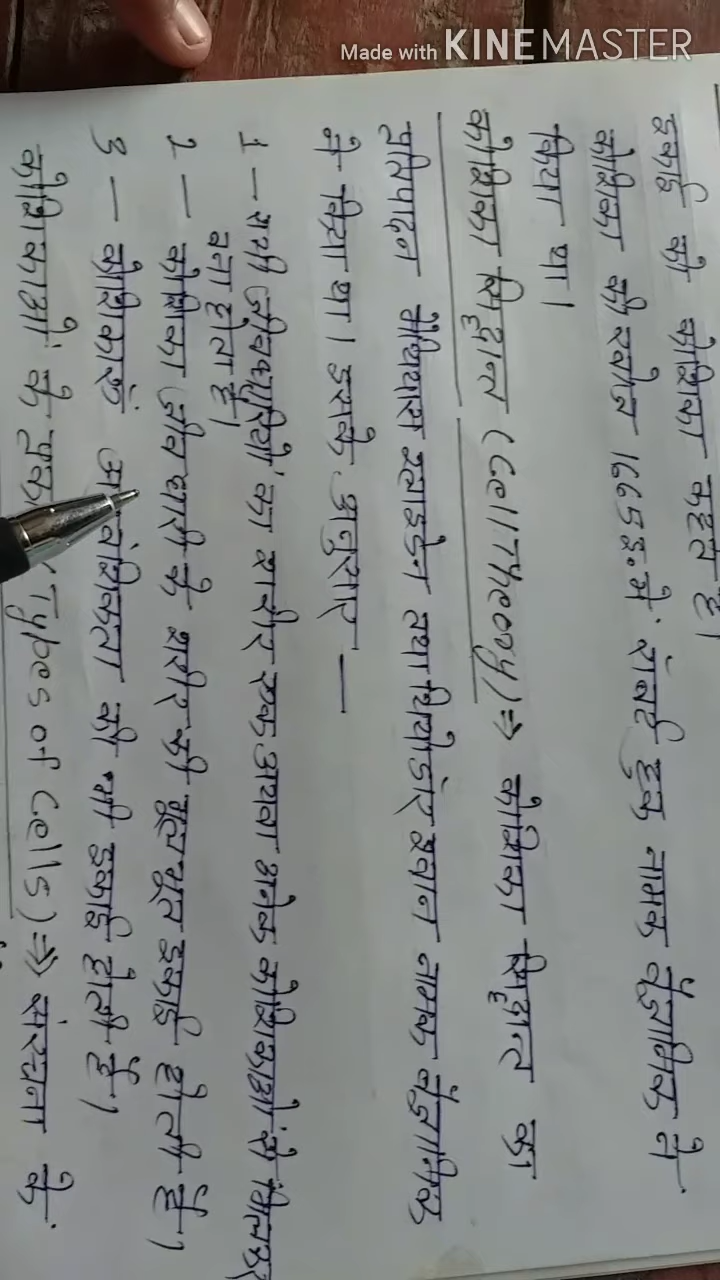 Made with KINEMASTER
इकाई को कोशिका कहते हैं।
कोशिका की खोज 1665 ई. में रॉबर्ट हुक नामक वैज्ञानिक ने
किया था।
कोशिका सिद्धान्त (Cell Theory) ⇒ कोशिका सिद्धान्त का
प्रतिपादन मैथियास श्लाइडेन तथा थियोडोर श्वान नामक वैज्ञानिक
ने किया था। इसके अनुसार —
1 — सभी जीवधारियों का शरीर एक अथवा अनेक कोशिकाओं से मिलकर
बना होता है।
2 — कोशिका जीवधारी के शरीर की मूलभूत इकाई होती है।
3 — कोशिकाएं आनुवंशिकता की भी इकाई होती हैं।
कोशिकाओं के Types of Cells) ⇒ संरचना के